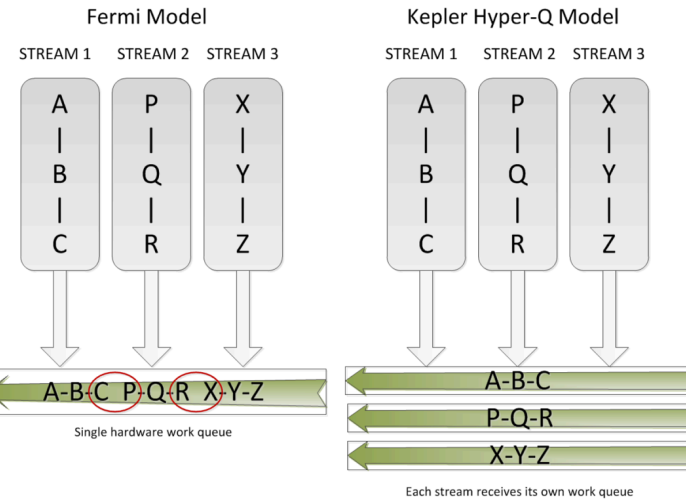 Fermi Model
STREAM 1 STREAM 2 STREAM 3
A P X
| | |
B Q Y
| | |
C R Z
A-B-C P-Q-R X-Y-Z
Single hardware work queue
Kepler Hyper-Q Model
STREAM 1 STREAM 2 STREAM 3
A P X
| | |
B Q Y
| | |
C R Z
A-B-C
P-Q-R
X-Y-Z
Each stream receives its own work queue